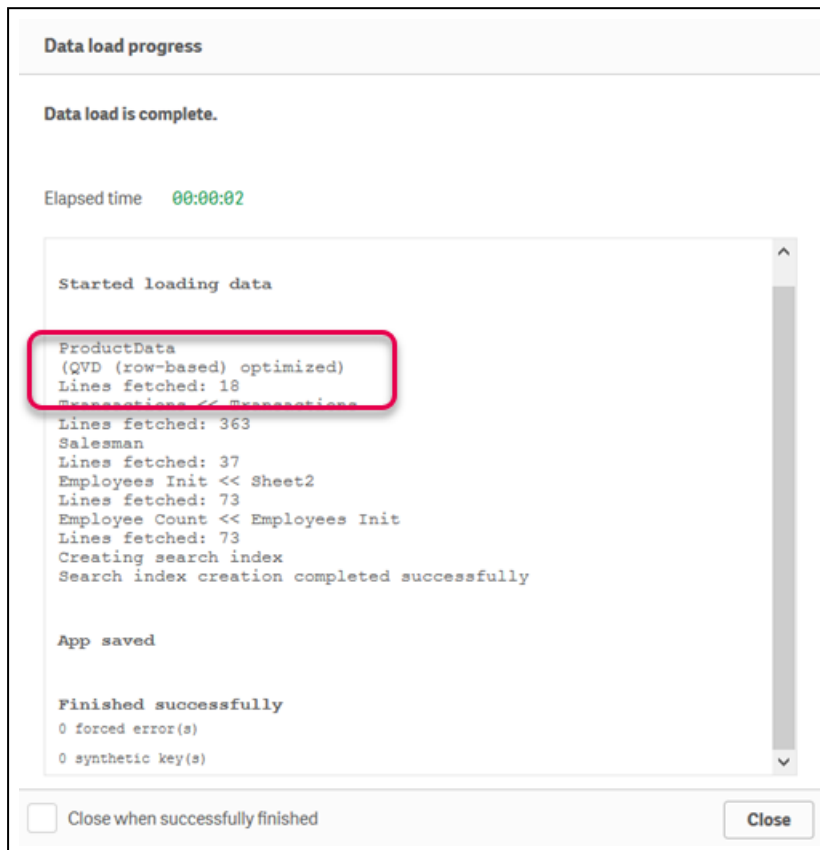 Data load progress
Data load is complete.
Elapsed time 00:00:02
Started loading data
ProductData
(QVD (row-based) optimized)
Lines fetched: 18
Transactions << Transactions
Lines fetched: 363
Salesman
Lines fetched: 37
Employees Init << Sheet2
Lines fetched: 73
Employee Count << Employees Init
Lines fetched: 73
Creating search index
Search index creation completed successfully
App saved
Finished successfully
0 forced error(s)
0 synthetic key(s)
Close when successfully finished
Close